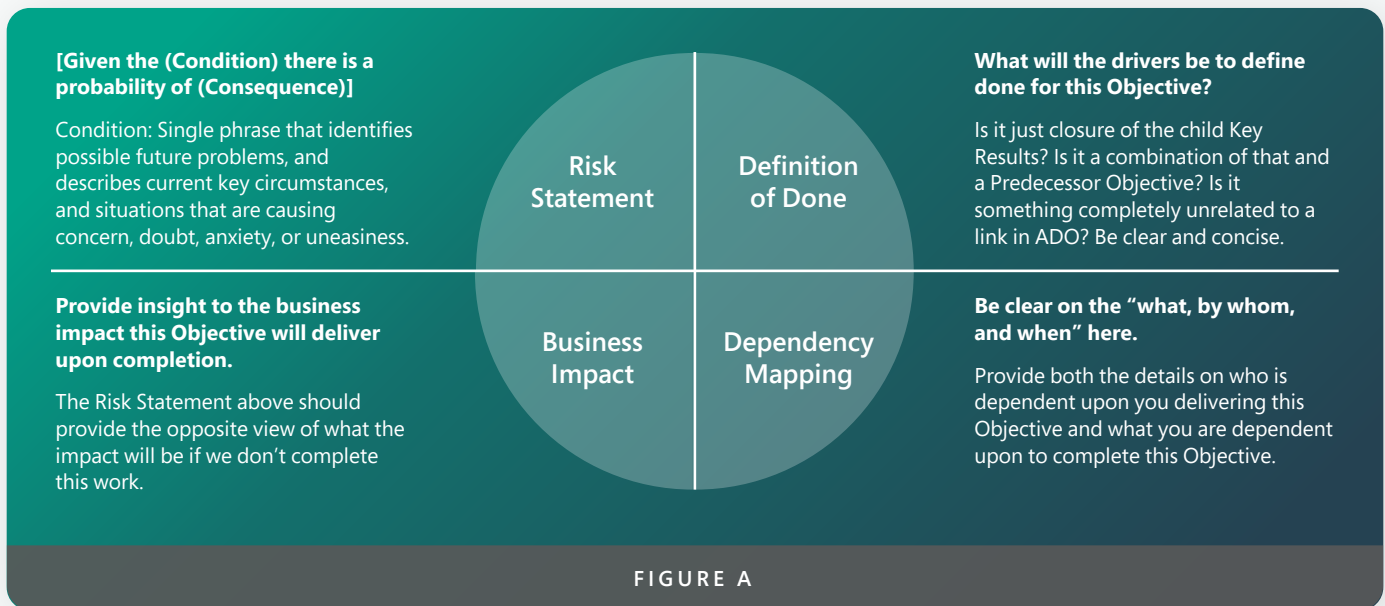 [Given the (Condition) there is a
probability of (Consequence)]
Condition: Single phrase that identifies
possible future problems, and
describes current key circumstances,
and situations that are causing
concern, doubt, anxiety, or uneasiness.
Risk
Statement
Definition
of Done
What will the drivers be to define
done for this Objective?
Is it just closure of the child Key
Results? Is it a combination of that and
a Predecessor Objective? Is it
something completely unrelated to a
link in ADO? Be clear and concise.
Provide insight to the business
impact this Objective will deliver
upon completion.
The Risk Statement above should
provide the opposite view of what the
impact will be if we don’t complete
this work.
Business
Impact
Dependency
Mapping
Be clear on the “what, by whom,
and when” here.
Provide both the details on who is
dependent upon you delivering this
Objective and what you are dependent
upon to complete this Objective.
FIGURE A